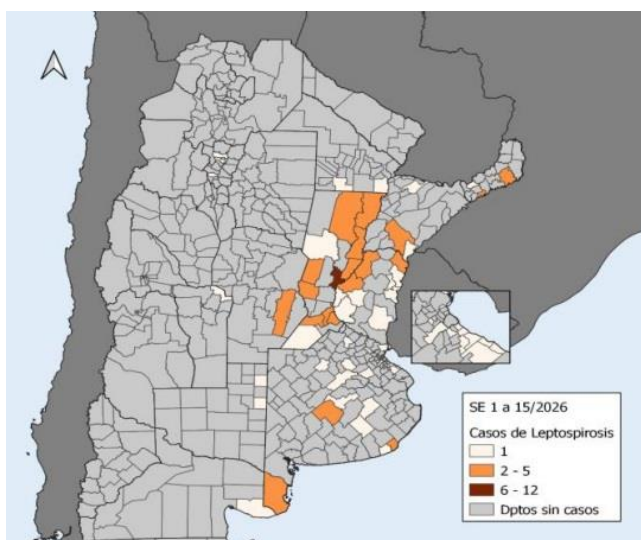 SE 1 a 15/2026
Casos de Leptospirosis
1
2 - 5
6 - 12
Dptos sin casos